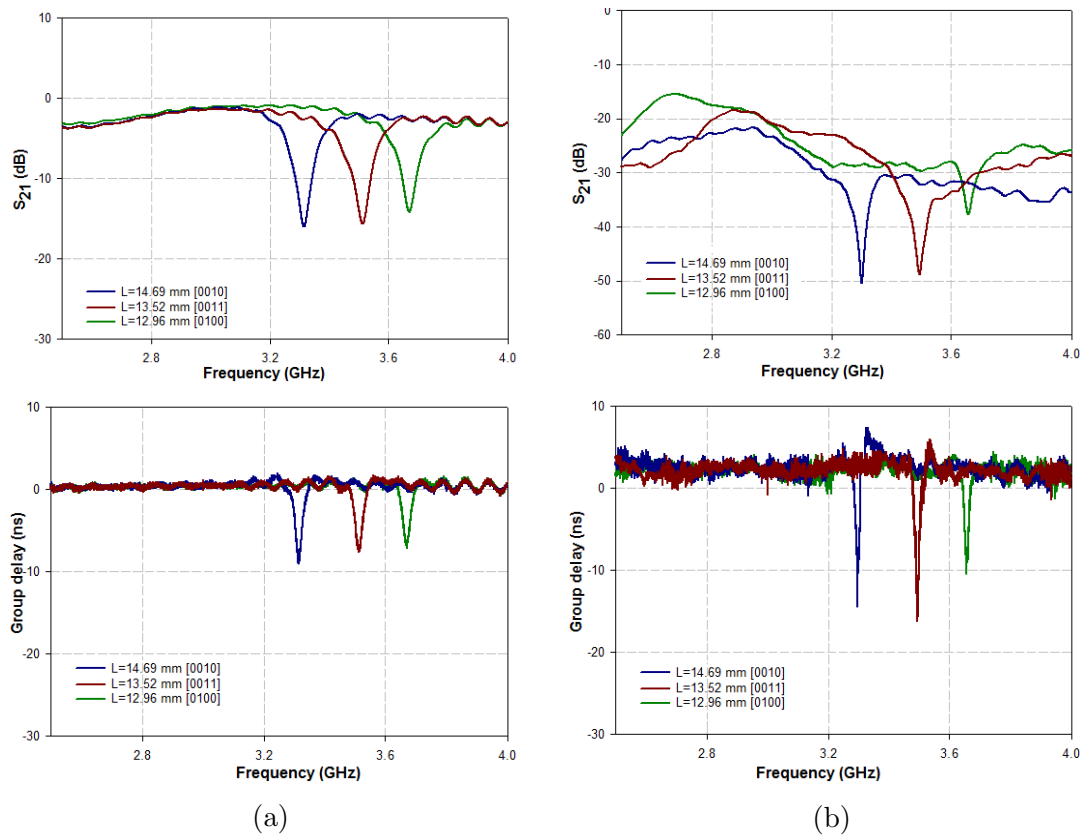 10
0
-10
-20
-30
S21 (dB)
L=14.69 mm [0010]
L=13.52 mm [0011]
L=12.96 mm [0100]
2.8
3.2
3.6
4.0
Frequency (GHz)
0
-10
-20
-30
-40
-50
-60
S21 (dB)
L=14.69 mm [0010]
L=13.52 mm [0011]
L=12.96 mm [0100]
2.8
3.2
3.6
4.0
Frequency (GHz)
10
0
-10
-20
-30
Group delay (ns)
L=14.69 mm [0010]
L=13.52 mm [0011]
L=12.96 mm [0100]
2.8
3.2
3.6
4.0
Frequency (GHz)
10
0
-10
-20
-30
Group delay (ns)
L=14.69 mm [0010]
L=13.52 mm [0011]
L=12.96 mm [0100]
2.8
3.2
3.6
4.0
Frequency (GHz)
(a)
(b)